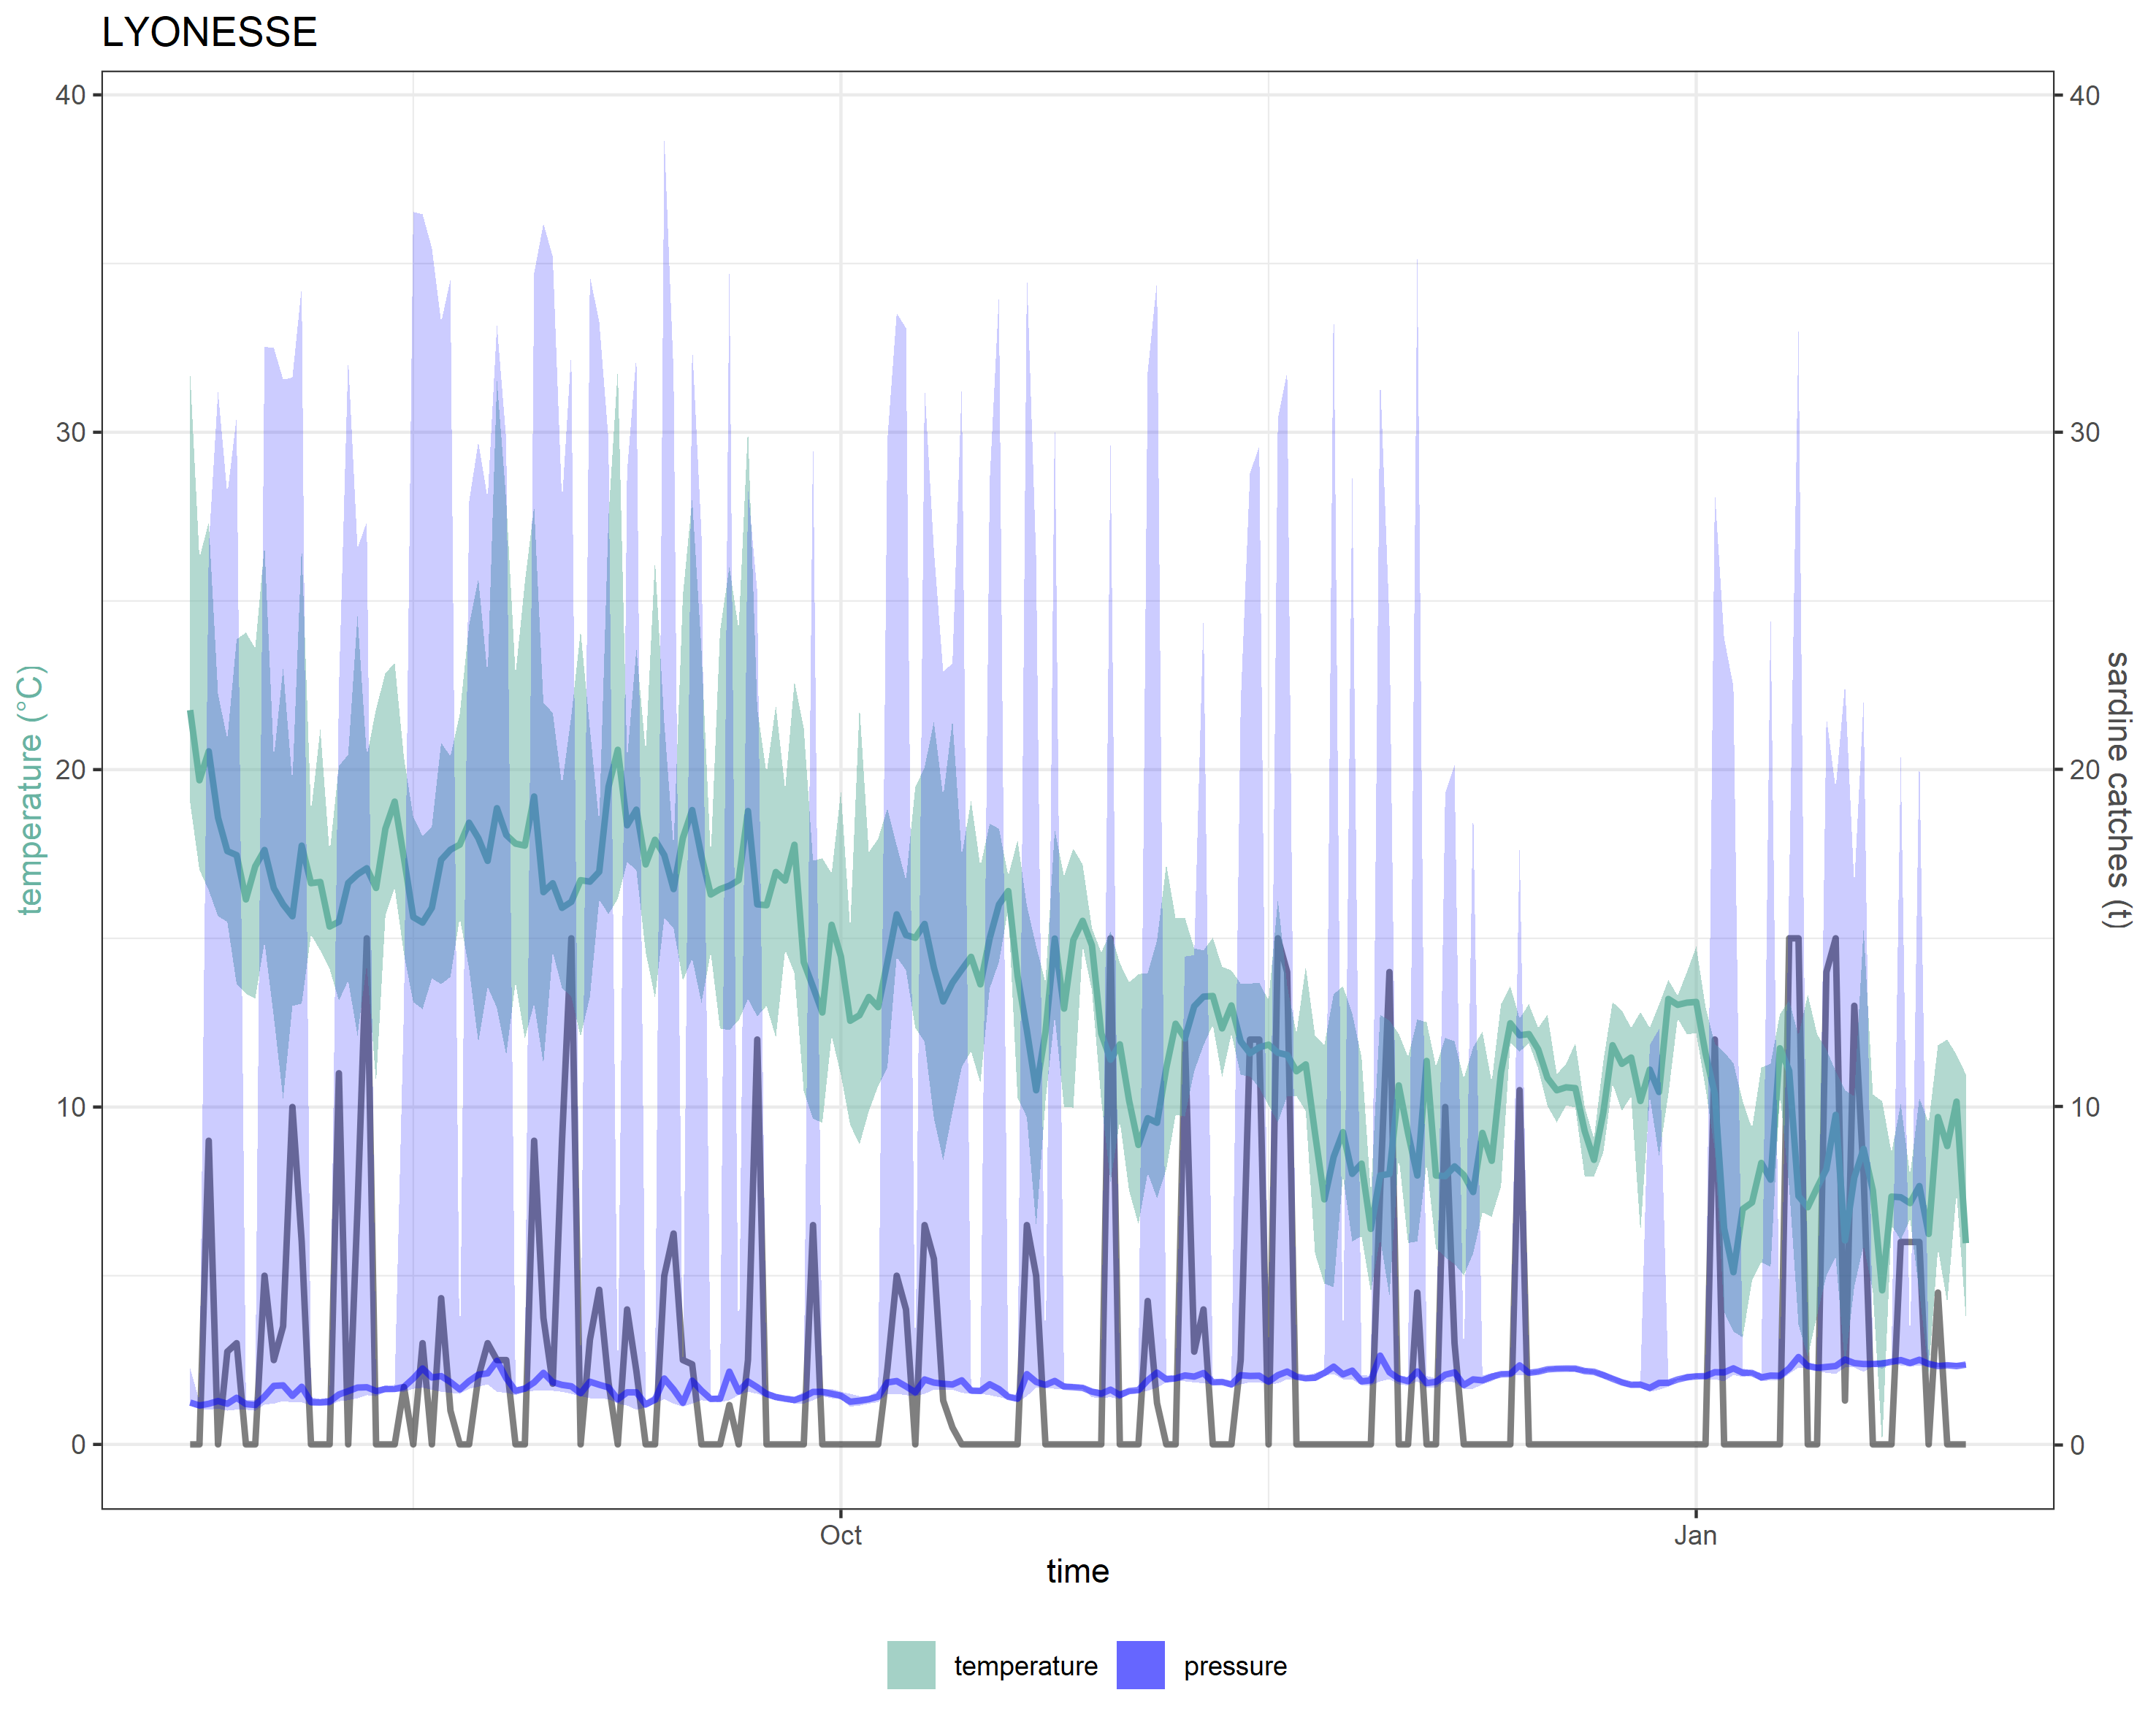 LYONESSE
40
30
20
10
0
temperature (°C)
40
30
20
10
0
sardine catches (t)
Oct
Jan
time
temperature
pressure